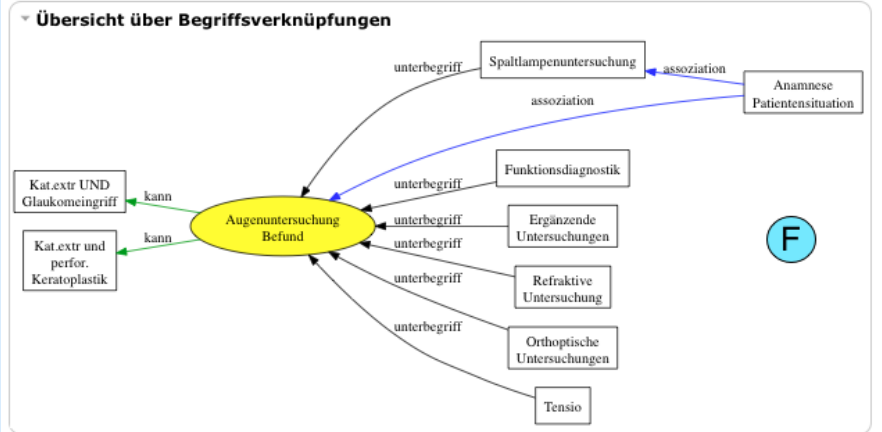 Übersicht über Begriffsverknüpfungen
unterbegriff
Spaltlampenuntersuchung
assoziation
Anamnese
Patientensituation
assoziation
Funktionsdiagnostik
Kat.extr UND
Glaukomeingriff
kann
unterbegriff
Augenuntersuchung
Befund
unterbegriff
Ergänzende
Untersuchungen
F
kann
unterbegriff
Kat.extr und
perfor.
Keratoplastik
Refraktive
Untersuchung
unterbegriff
Orthoptische
Untersuchungen
unterbegriff
Tensio